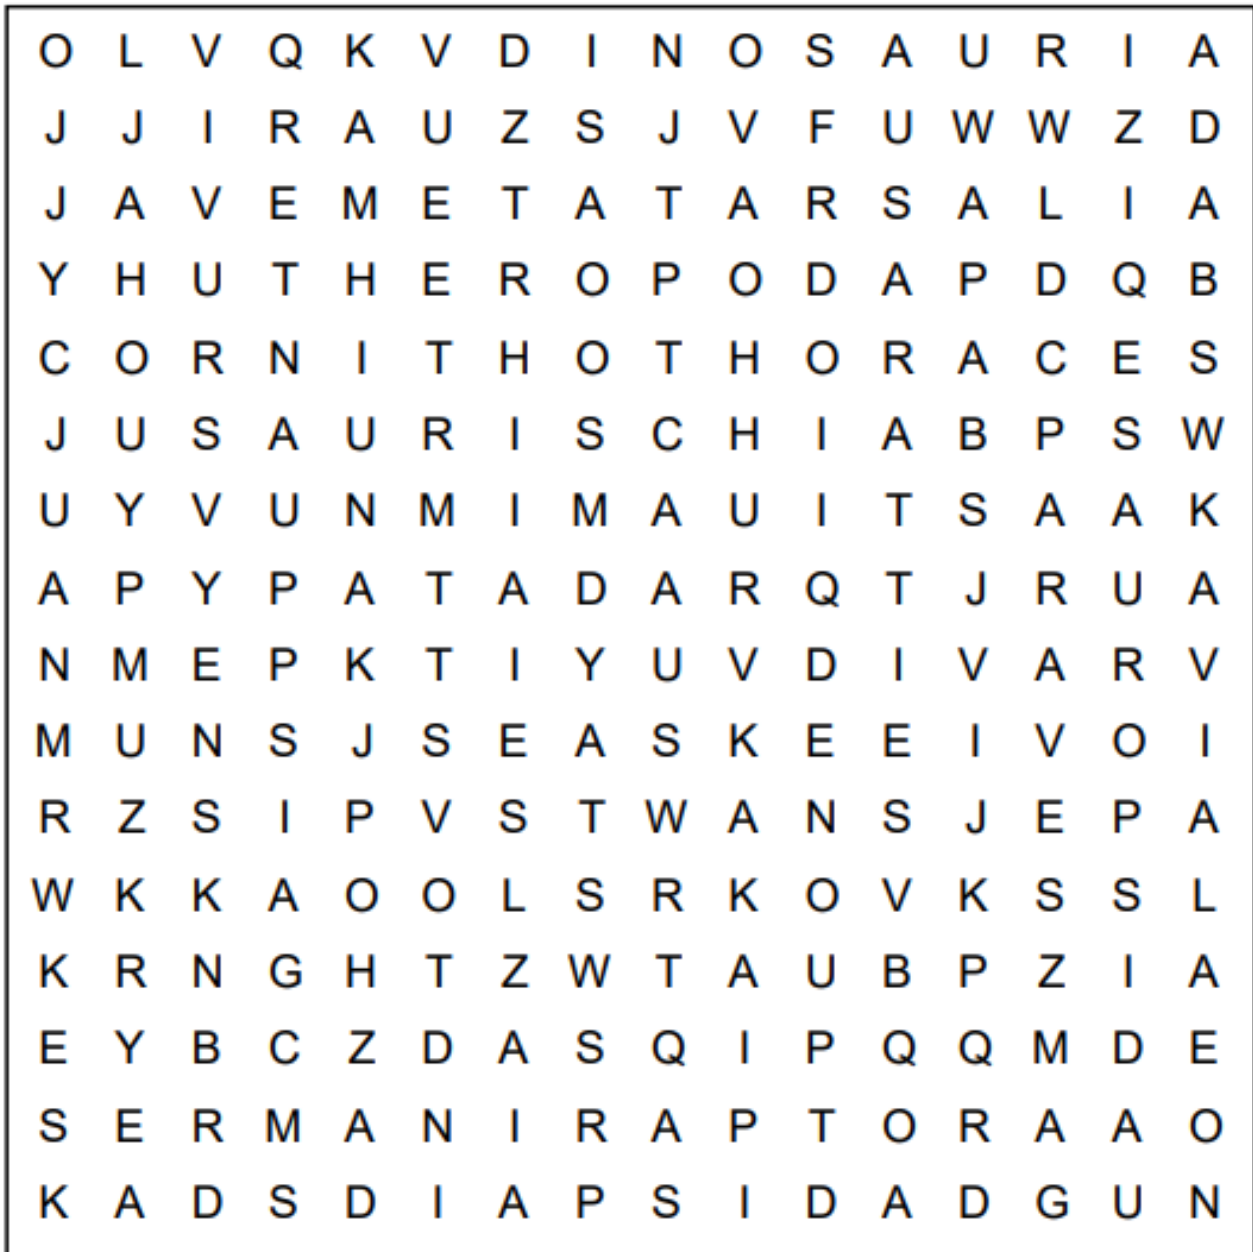 O L V Q K V D I N O S A U R I A
J J I R A U Z S J V F U W W Z D
J A V E M E T A T A R S A L I A
Y H U T H E R O P O D A P D Q B
C O R N I T H O T H O R A C E S
J U S A U R I S C H I A B P S W
U Y V U N M I M A U I T S A A K
A P Y P A T A D A R Q T J R U A
N M E P K T I Y U V D I V A R V
M U N S J S E A S K E E I V O I
R Z S I P V S T W A N S J E P A
W K K A O O L S R K O V K S S L
K R N G H T Z W T A U B P Z I A
E Y B C Z D A S Q I P Q Q M D E
S E R M A N I R A P T O R A A O
K A D S D I A P S I D A D G U N